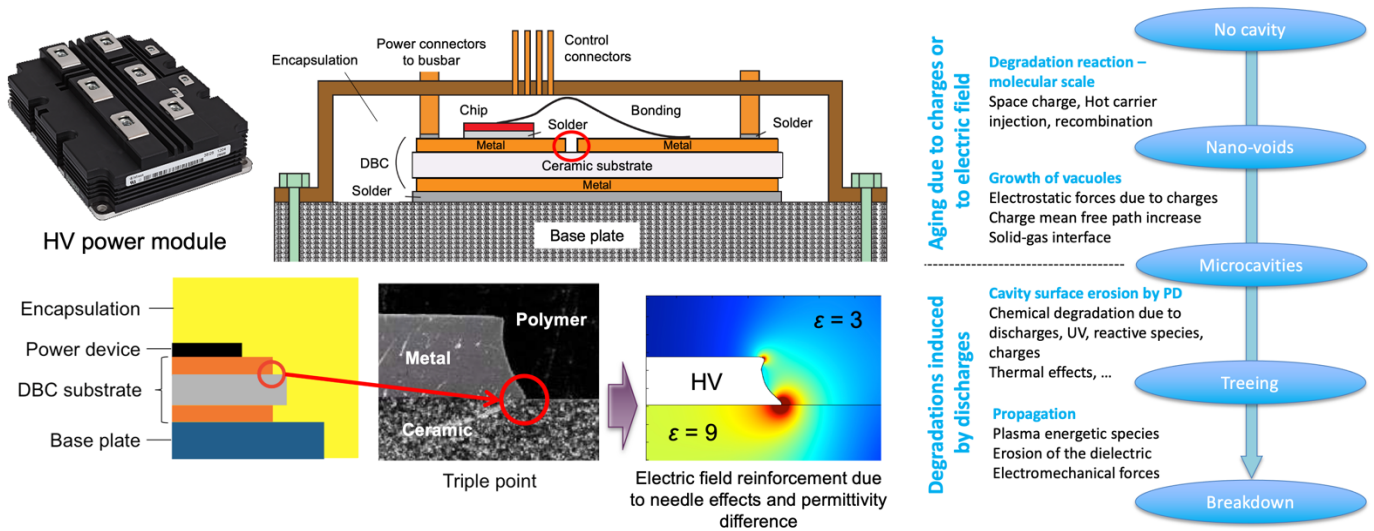 HV power module
Encapsulation
Power connectors
to busbar
Control
connectors
Chip
Solder
Bonding
Solder
Metal
Metal
DBC
Ceramic substrate
Metal
Solder
Base plate
Encapsulation
Power device
DBC substrate
Base plate
Polymer
Metal
Ceramic
Triple point
ε = 3
HV
ε = 9
Electric field reinforcement due
to needle effects and permittivity
difference
Aging due to charges or
to electric field
No cavity
Degradation reaction –
molecular scale
Space charge, Hot carrier
injection, recombination
Nano-voids
Growth of vacuoles
Electrostatic forces due to charges
Charge mean free path increase
Solid-gas interface
Microcavities
Degradations induced
by discharges
Cavity surface erosion by PD
Chemical degradation due to
discharges, UV, reactive species,
charges
Thermal effects, ...
Treeing
Propagation
Plasma energetic species
Erosion of the dielectric
Electromechanical forces
Breakdown